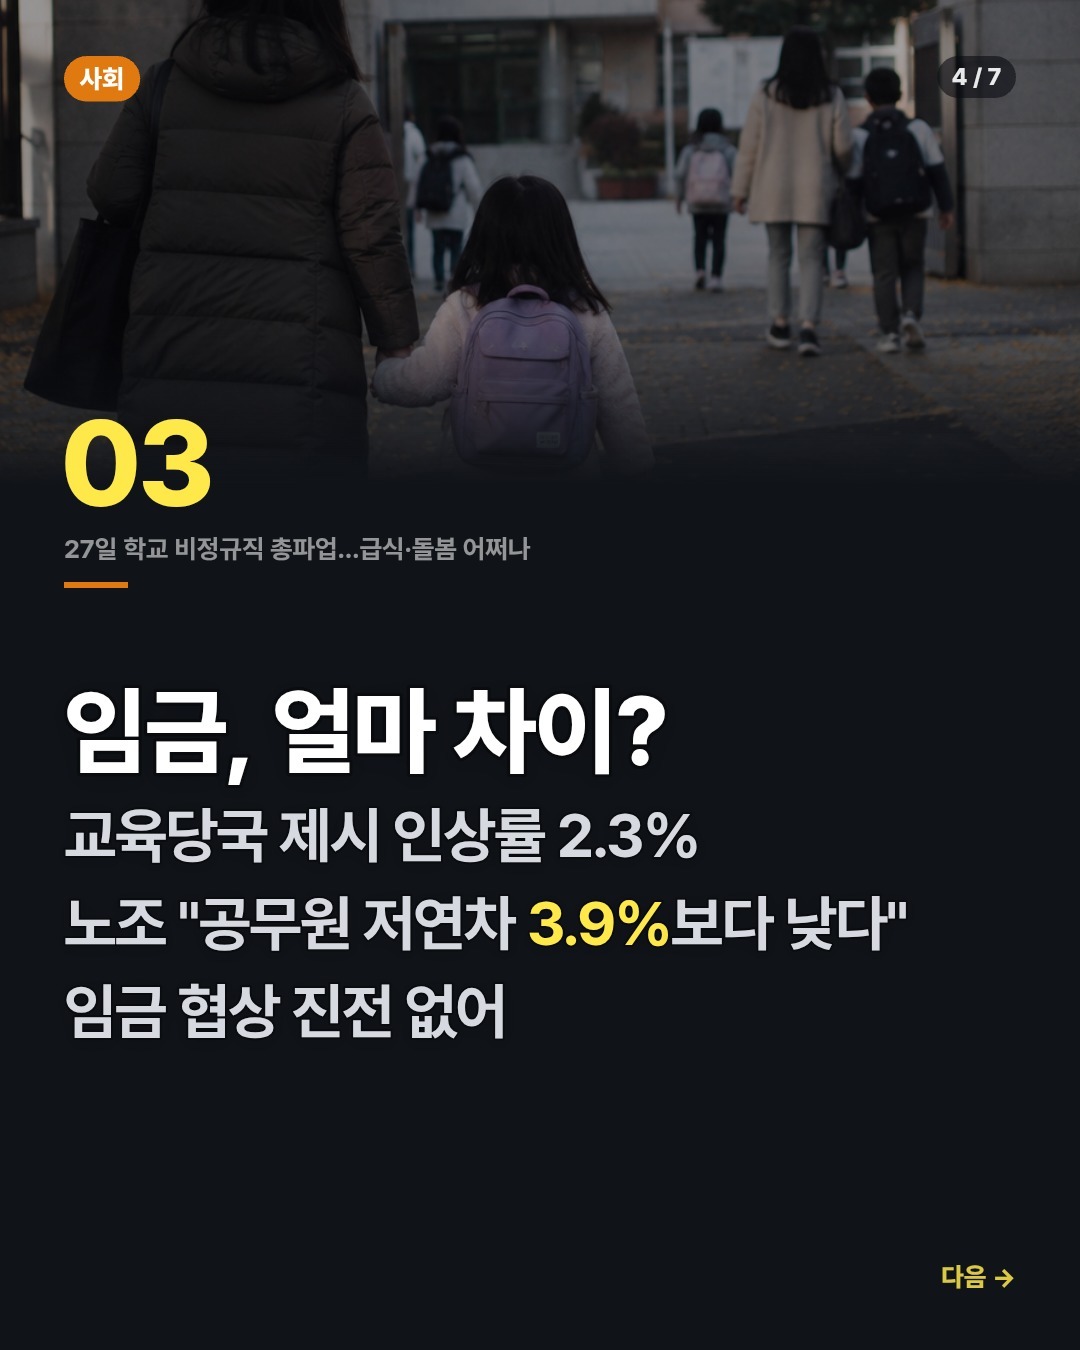 사회
4 / 7
03
27일 학교 비정규직 총파업...급식·돌봄 어쩌나
임금, 얼마 차이?
교육당국 제시 인상률 2.3%
노조 "공무원 저연차 3.9%보다 낮다"
임금 협상 진전 없어
다음 →